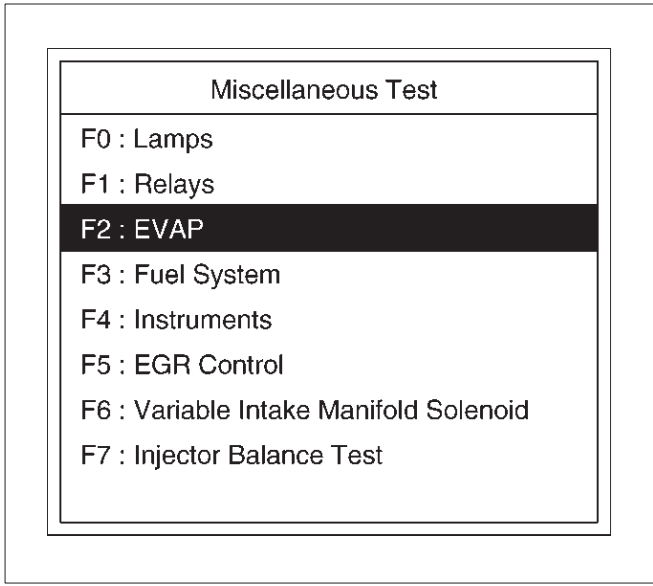 Miscellaneous Test
F0 : Lamps
F1 : Relays
F2 : EVAP
F3 : Fuel System
F4 : Instruments
F5 : EGR Control
F6 : Variable Intake Manifold Solenoid
F7 : Injector Balance Test